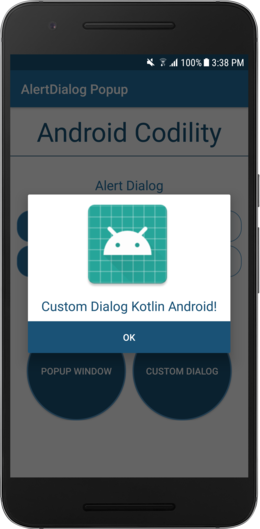 100% 3:38 PM
AlertDialog Popup
Android Codility
Alert Dialog
Custom Dialog Kotlin Android!
OK
POPUP WINDOW
CUSTOM DIALOG